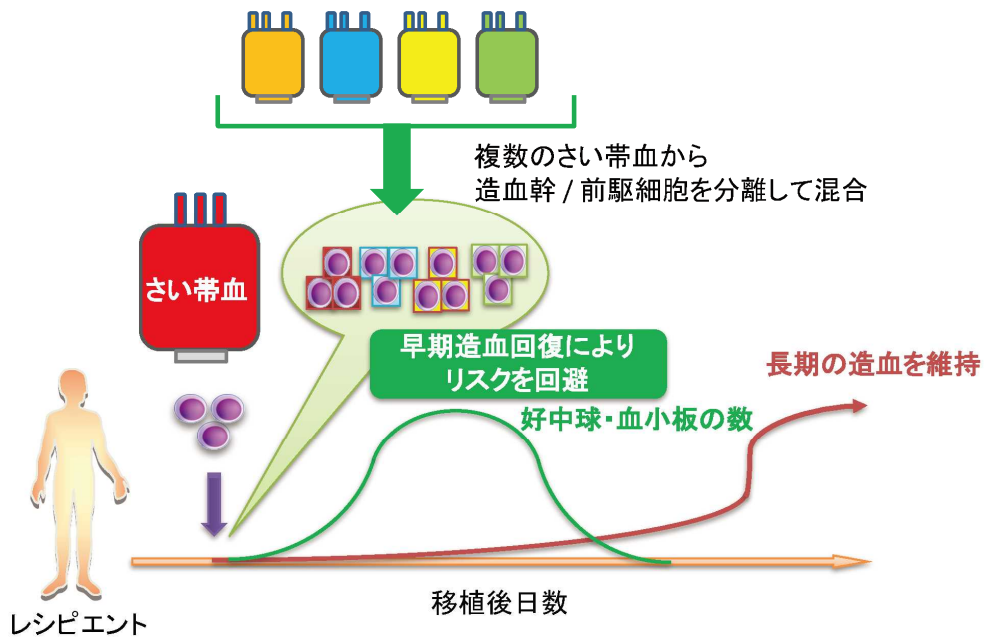 複数のさい帯血から
造血幹 / 前駆細胞を分離して混合
さい帯血
早期造血回復により
リスクを回避
長期の造血を維持
好中球・血小板の数
移植後日数
レシピエント